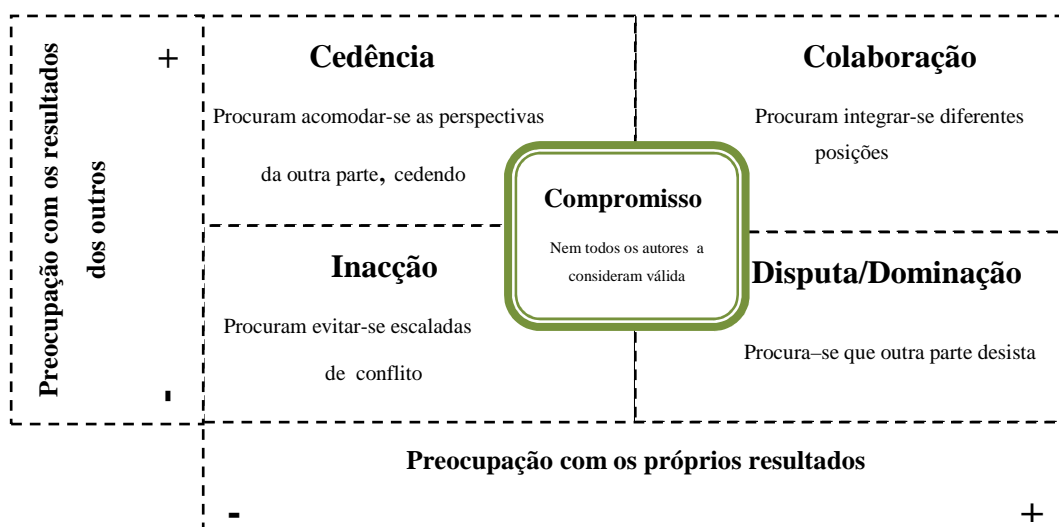 Preocupação com os resultados
dos outros
+
-
Cedência
Procuram acomodar-se as perspectivas
da outra parte, cedendo
Colaboração
Procuram integrar-se diferentes
posições
Compromisso
Nem todos os autores a
consideram válida
Inacção
Procuram evitar-se escaladas
de conflito
Disputa/Dominação
Procura–se que outra parte desista
Preocupação com os próprios resultados
-
+